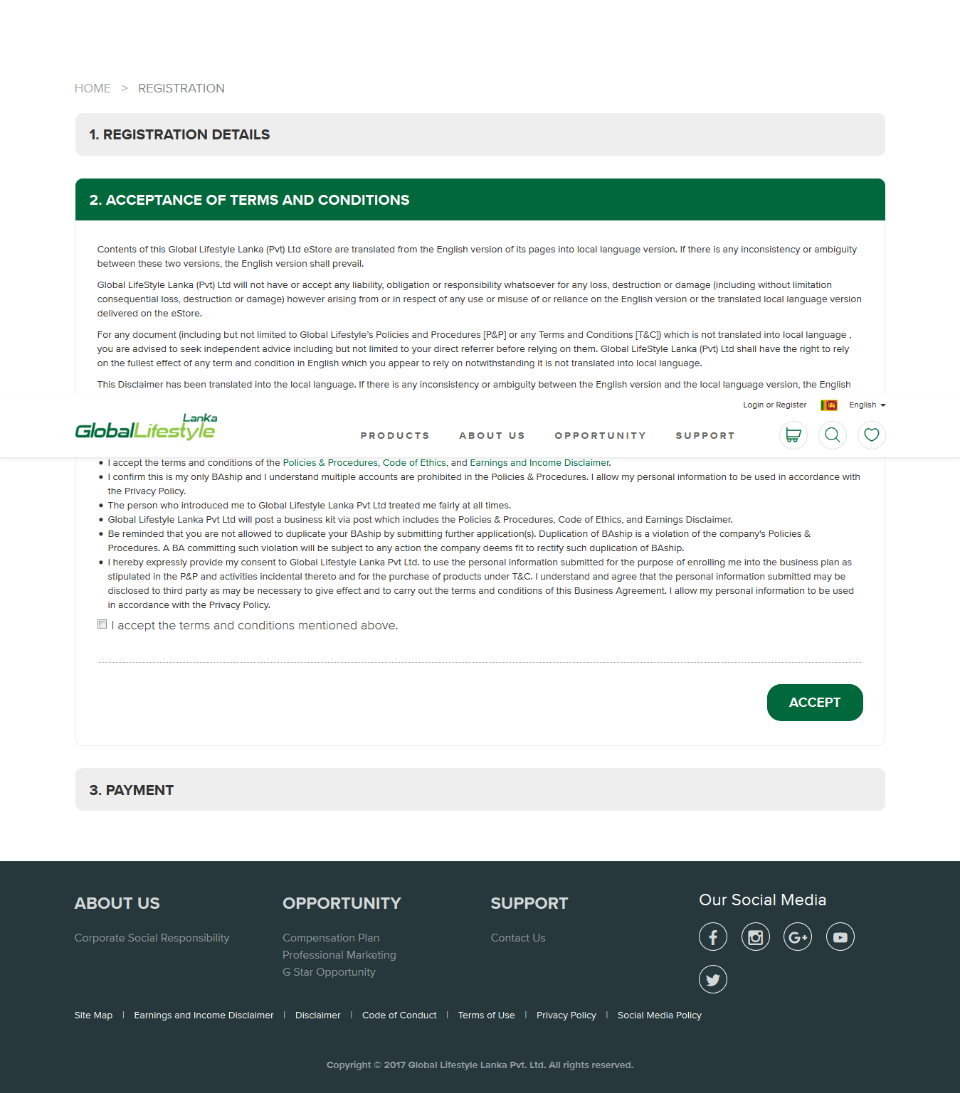 HOME > REGISTRATION
1. REGISTRATION DETAILS
2. ACCEPTANCE OF TERMS AND CONDITIONS
Contents of this Global Lifestyle Lanka (Pvt) Ltd eStore are translated from the English version of its pages into local language version. If there is any inconsistency or ambiguity
between these two versions, the English version shall prevail.
Global LifeStyle Lanka (Pvt) Ltd will not have or accept any liability, obligation or responsibility whatsoever for any loss, destruction or damage (including without limitation
consequential loss, destruction or damage) however arising from or in respect of any use or misuse of or reliance on the English version or the translated local language version
delivered on the eStore.
For any document (including but not limited to Global Lifestyle's Policies and Procedures [P&P] or any Terms and Conditions [T&C]) which is not translated into local language ,
you are advised to seek independent advice including but not limited to your direct referrer before relying on them. Global LifeStyle Lanka (Pvt) Ltd shall have the right to rely
on the fullest effect of any term and condition in English which you appear to rely on notwithstanding it is not translated into local language.
This Disclaimer has been translated into the local language. If there is any inconsistency or ambiguity between the English version and the local language version, the English
Login or Register English
Lanka
GlobalLifestyle
PRODUCTS ABOUT US OPPORTUNITY SUPPORT
• I accept the terms and conditions of the Policies & Procedures, Code of Ethics, and Earnings and Income Disclaimer.
• I confirm this is my only BAship and I understand multiple accounts are prohibited in the Policies & Procedures. I allow my personal information to be used in accordance with
the Privacy Policy.
• The person who introduced me to Global Lifestyle Lanka Pvt Ltd treated me fairly at all times.
• Global Lifestyle Lanka Pvt Ltd will post a business kit via post which includes the Policies & Procedures, Code of Ethics, and Earnings Disclaimer.
• Be reminded that you are not allowed to duplicate your BAship by submitting further application(s). Duplication of BAship is a violation of the company's Policies &
Procedures. A BA committing such violation will be subject to any action the company deems fit to rectify such duplication of BAship.
• I hereby expressly provide my consent to Global Lifestyle Lanka Pvt Ltd. to use the personal information submitted for the purpose of enrolling me into the business plan as
stipulated in the P&P and activities incidental thereto and for the purchase of products under T&C. I understand and agree that the personal information submitted may be
disclosed to third party as may be necessary to give effect and to carry out the terms and conditions of this Business Agreement. I allow my personal information to be used
in accordance with the Privacy Policy.
I accept the terms and conditions mentioned above.
ACCEPT
3. PAYMENT
ABOUT US OPPORTUNITY SUPPORT Our Social Media
Corporate Social Responsibility Compensation Plan Contact Us
Professional Marketing
G Star Opportunity
Site Map | Earnings and Income Disclaimer | Disclaimer | Code of Conduct | Terms of Use | Privacy Policy | Social Media Policy
Copyright © 2017 Global Lifestyle Lanka Pvt. Ltd. All rights reserved.